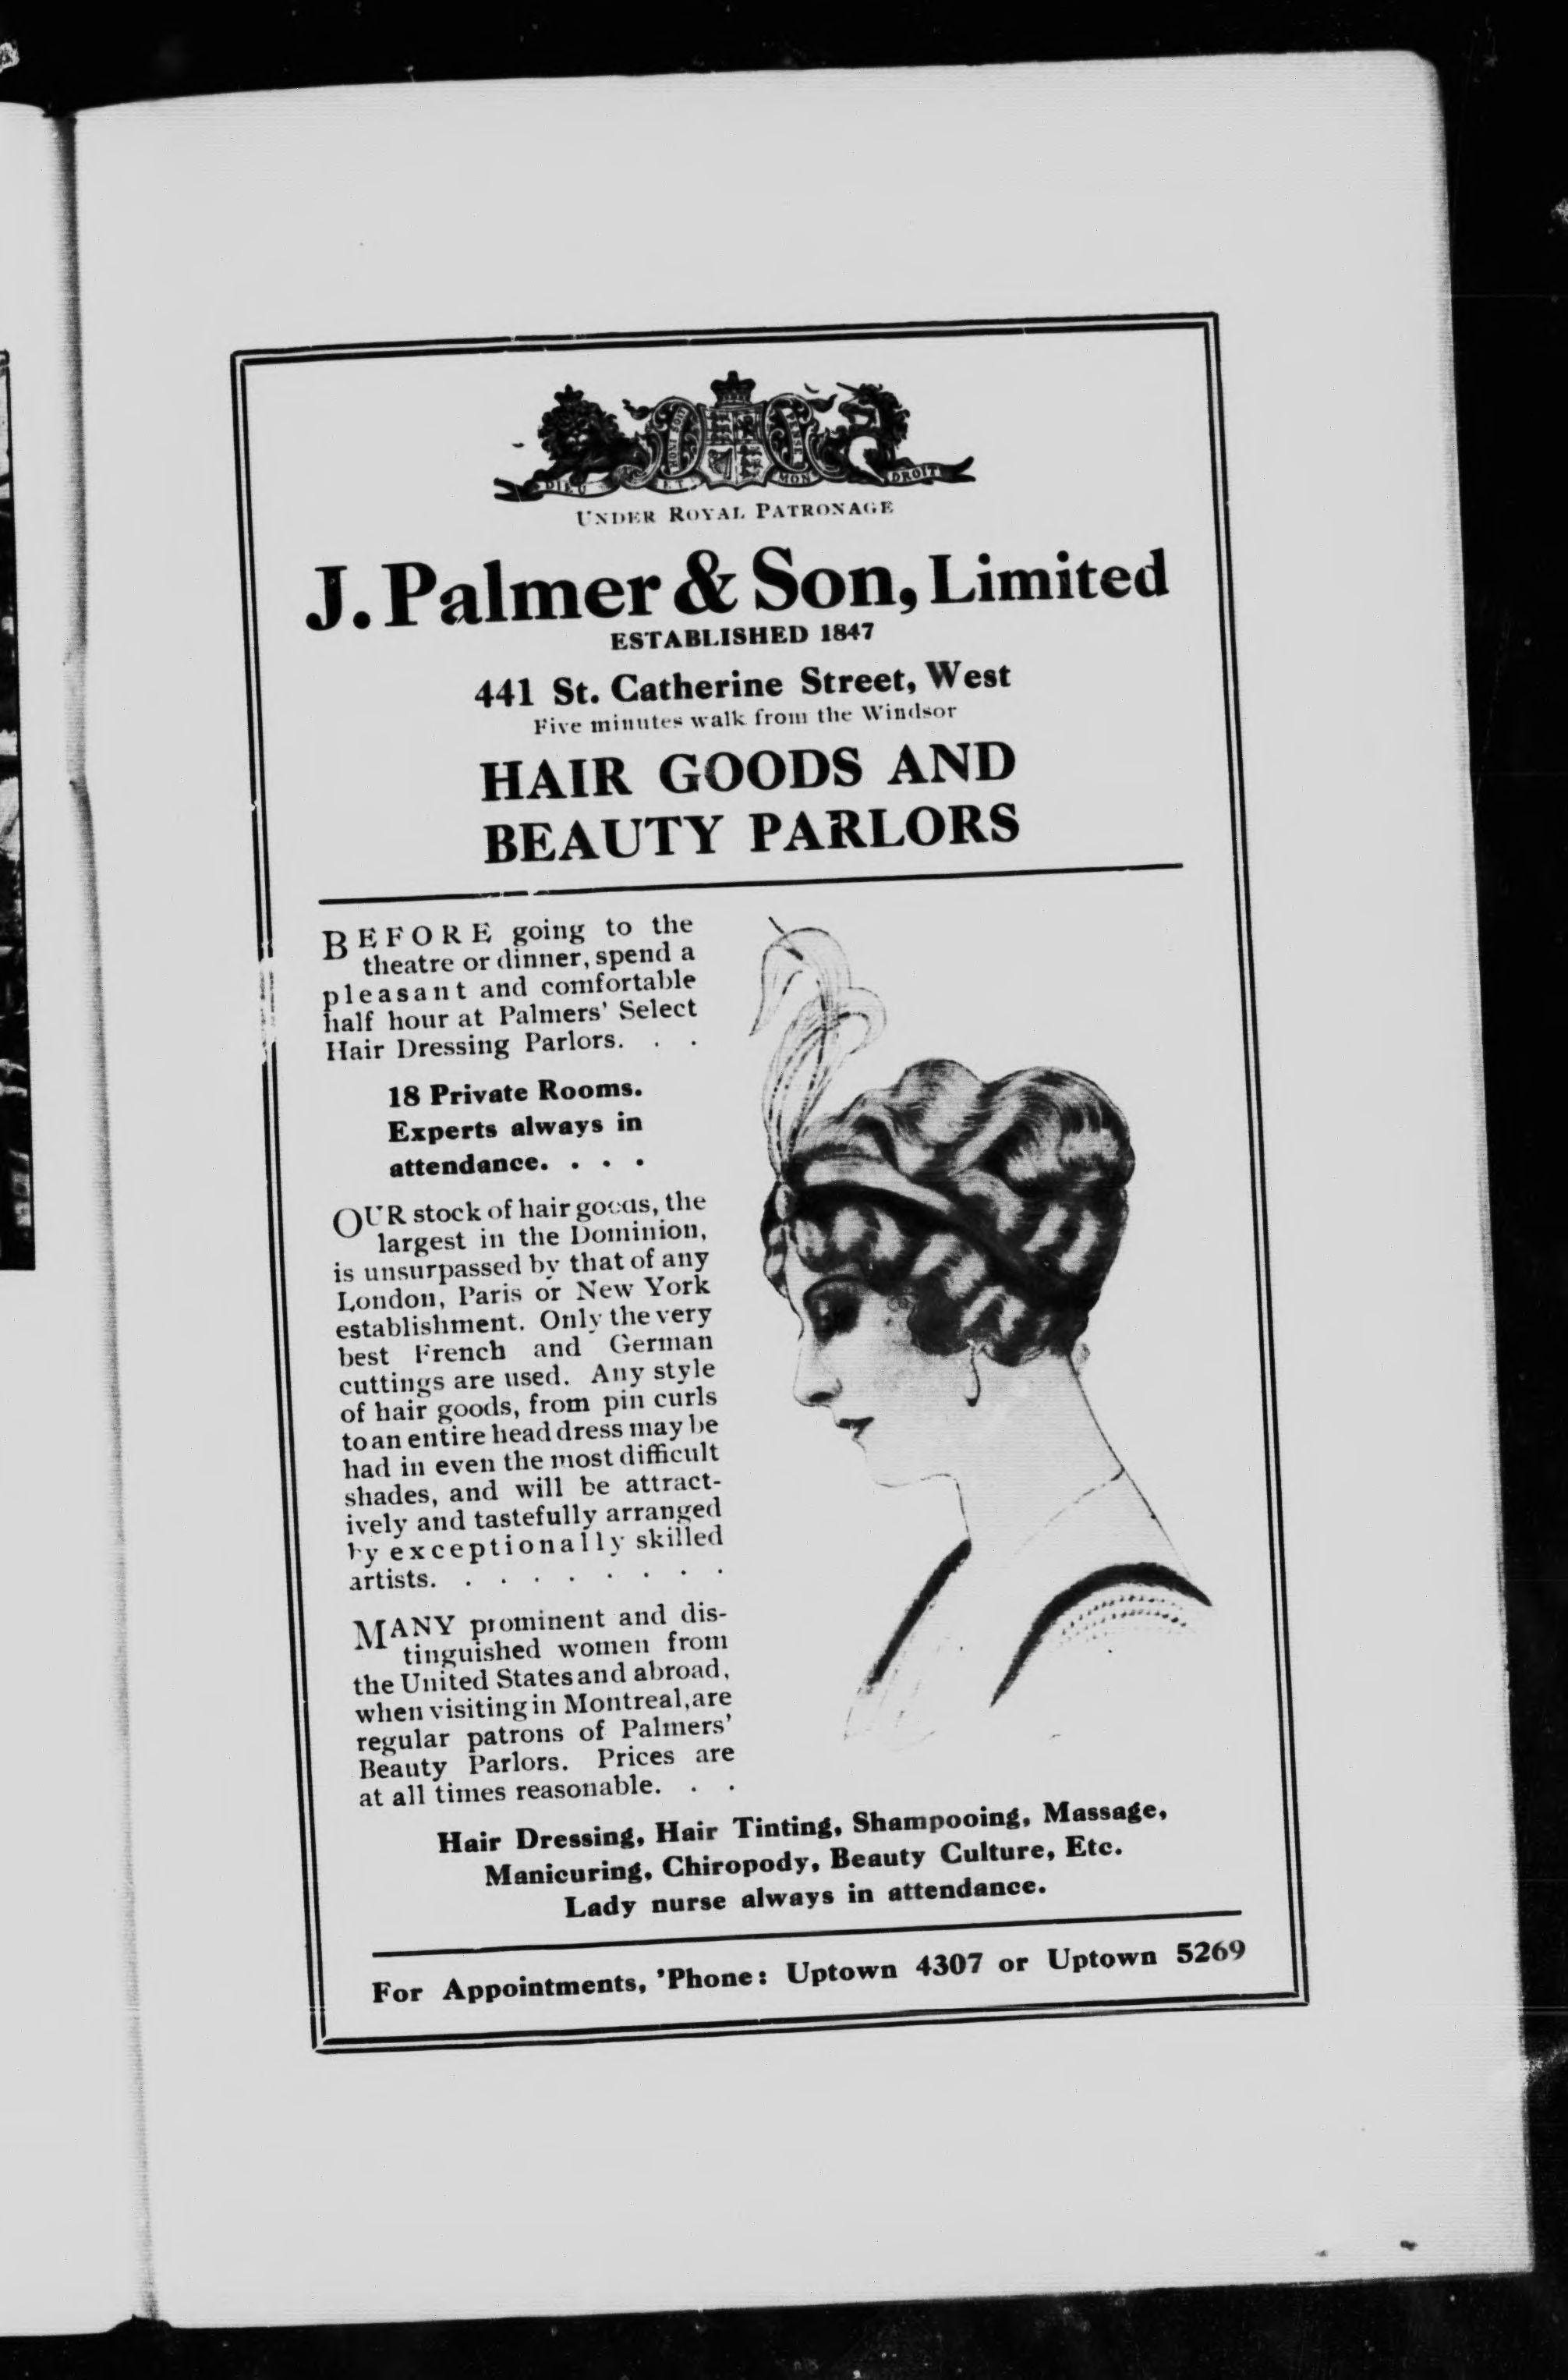 HONI SOIT
PENSE
DIEU ET MON DROIT
UNDER ROYAL PATRONAGE
J. Palmer & Son, Limited
ESTABLISHED 1847
441 St. Catherine Street, West
Five minutes walk from the Windsor
HAIR GOODS AND
BEAUTY PARLORS
BEFORE going to the
theatre or dinner, spend a
pleasant and comfortable
half hour at Palmers' Select
Hair Dressing Parlors. . .
18 Private Rooms.
Experts always in
attendance. . . .
OUR stock of hair goods, the
largest in the Dominion,
is unsurpassed by that of any
London, Paris or New York
establishment. Only the very
best French and German
cuttings are used. Any style
of hair goods, from pin curls
to an entire head dress may be
had in even the most difficult
shades, and will be attract-
ively and tastefully arranged
by exceptionally skilled
artists. . . . . . . . .
MANY prominent and dis-
tinguished women from
the United States and abroad,
when visiting in Montreal, are
regular patrons of Palmers'
Beauty Parlors. Prices are
at all times reasonable. . .
Hair Dressing, Hair Tinting, Shampooing, Massage,
Manicuring, Chiropody, Beauty Culture, Etc.
Lady nurse always in attendance.
For Appointments, 'Phone: Uptown 4307 or Uptown 5269